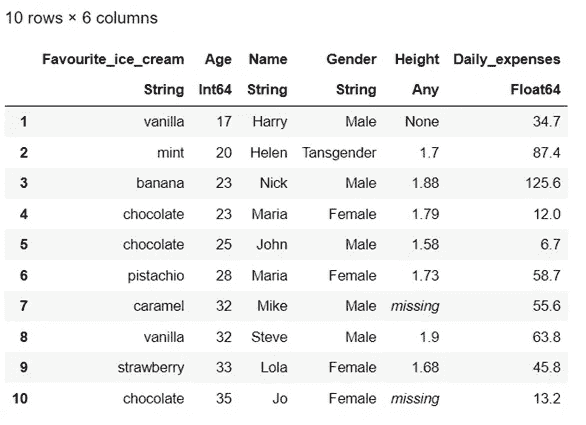 10 rows × 6 columns
Favourite_ice_cream Age Name Gender Height Daily_expenses
String Int64 String String Any Float64
1 vanilla 17 Harry Male None 34.7
2 mint 20 Helen Tansgender 1.7 87.4
3 banana 23 Nick Male 1.88 125.6
4 chocolate 23 Maria Female 1.79 12.0
5 chocolate 25 John Male 1.58 6.7
6 pistachio 28 Maria Female 1.73 58.7
7 caramel 32 Mike Male missing 55.6
8 vanilla 32 Steve Male 1.9 63.8
9 strawberry 33 Lola Female 1.68 45.8
10 chocolate 35 Jo Female missing 13.2